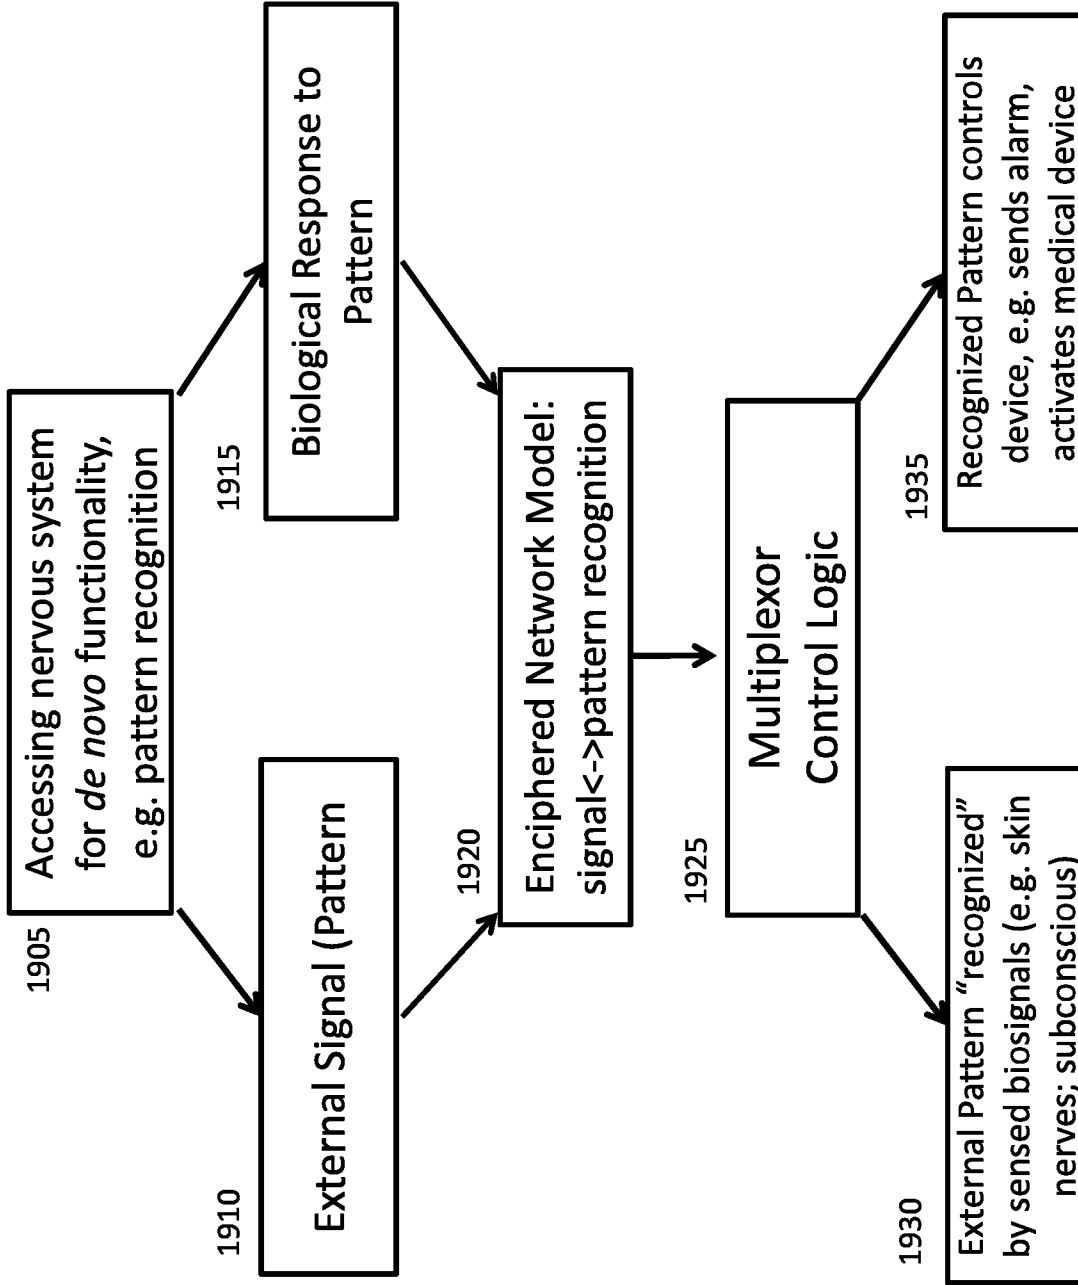 1905
Accessing nervous system
for de novo functionality,
e.g. pattern recognition
1910
External Signal (Pattern
1915
Biological Response to
Pattern
1920
Enciphered Network Model:
signal<->pattern recognition
1925
Multiplexor
Control Logic
1930
External Pattern “recognized”
by sensed biosignals (e.g. skin
nerves; subconscious)
1935
Recognized Pattern controls
device, e.g. sends alarm,
activates medical device